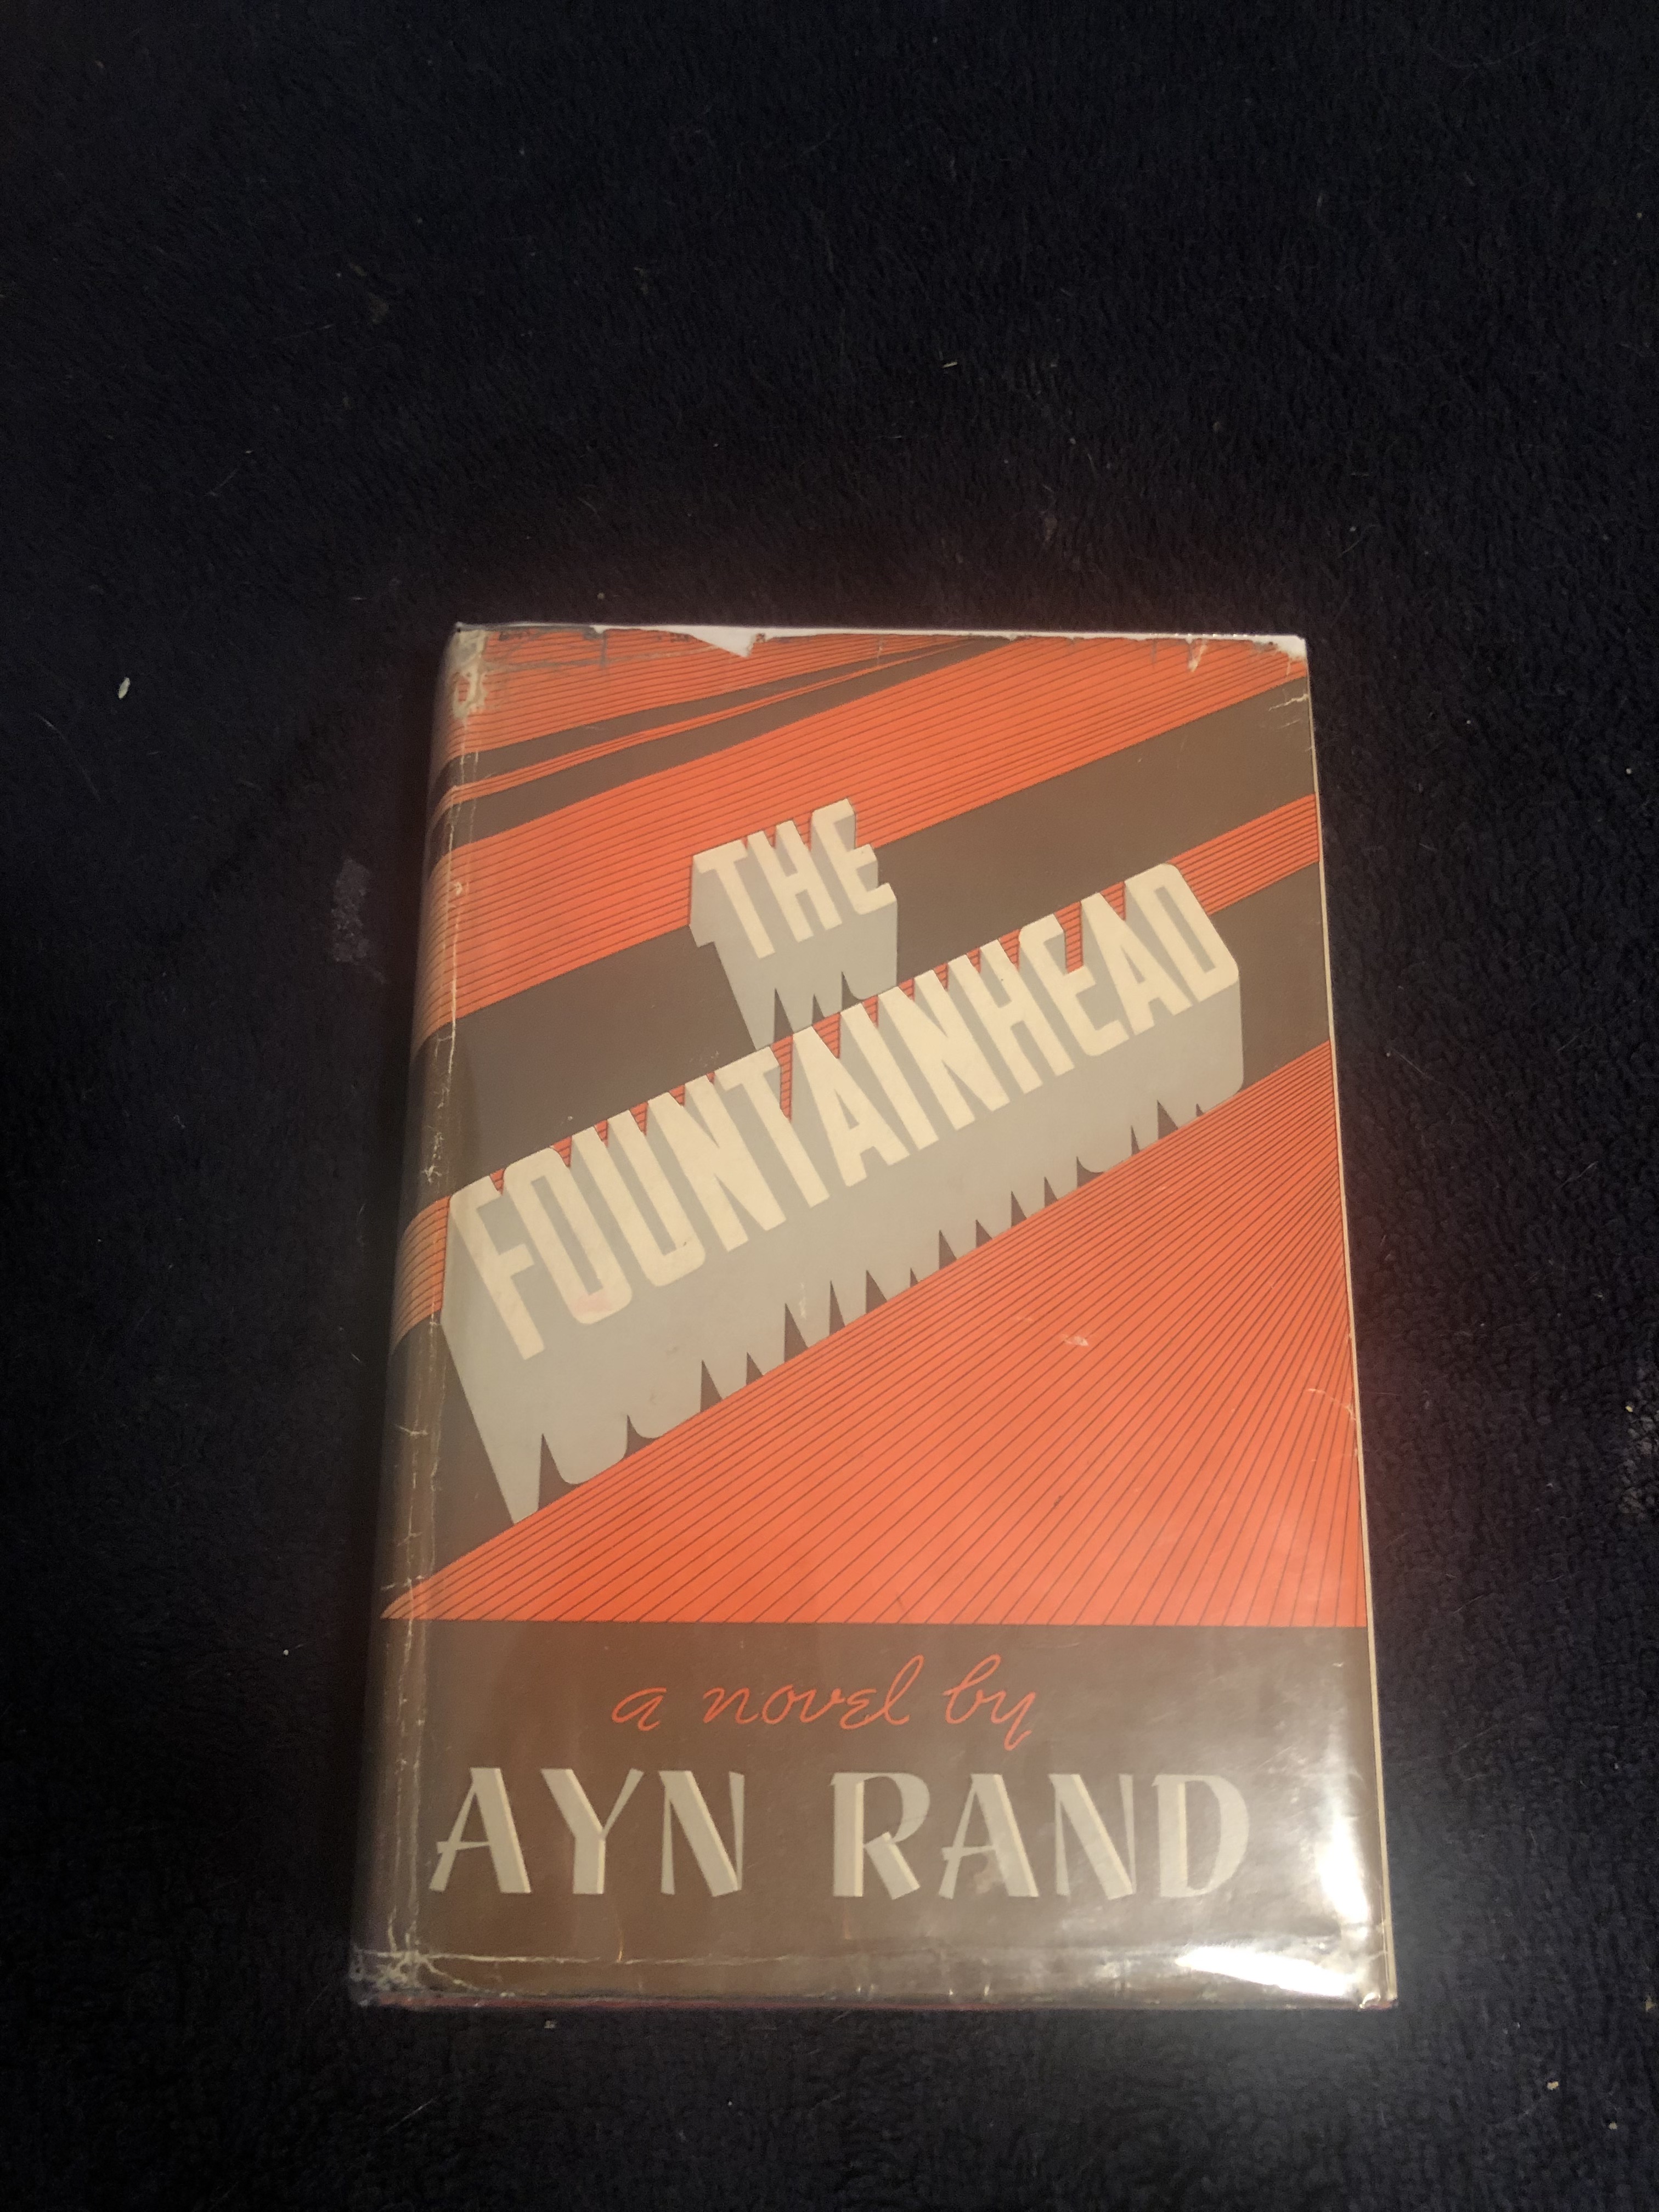 THE
FOUNTAINHEAD
a novel by
AYN RAND